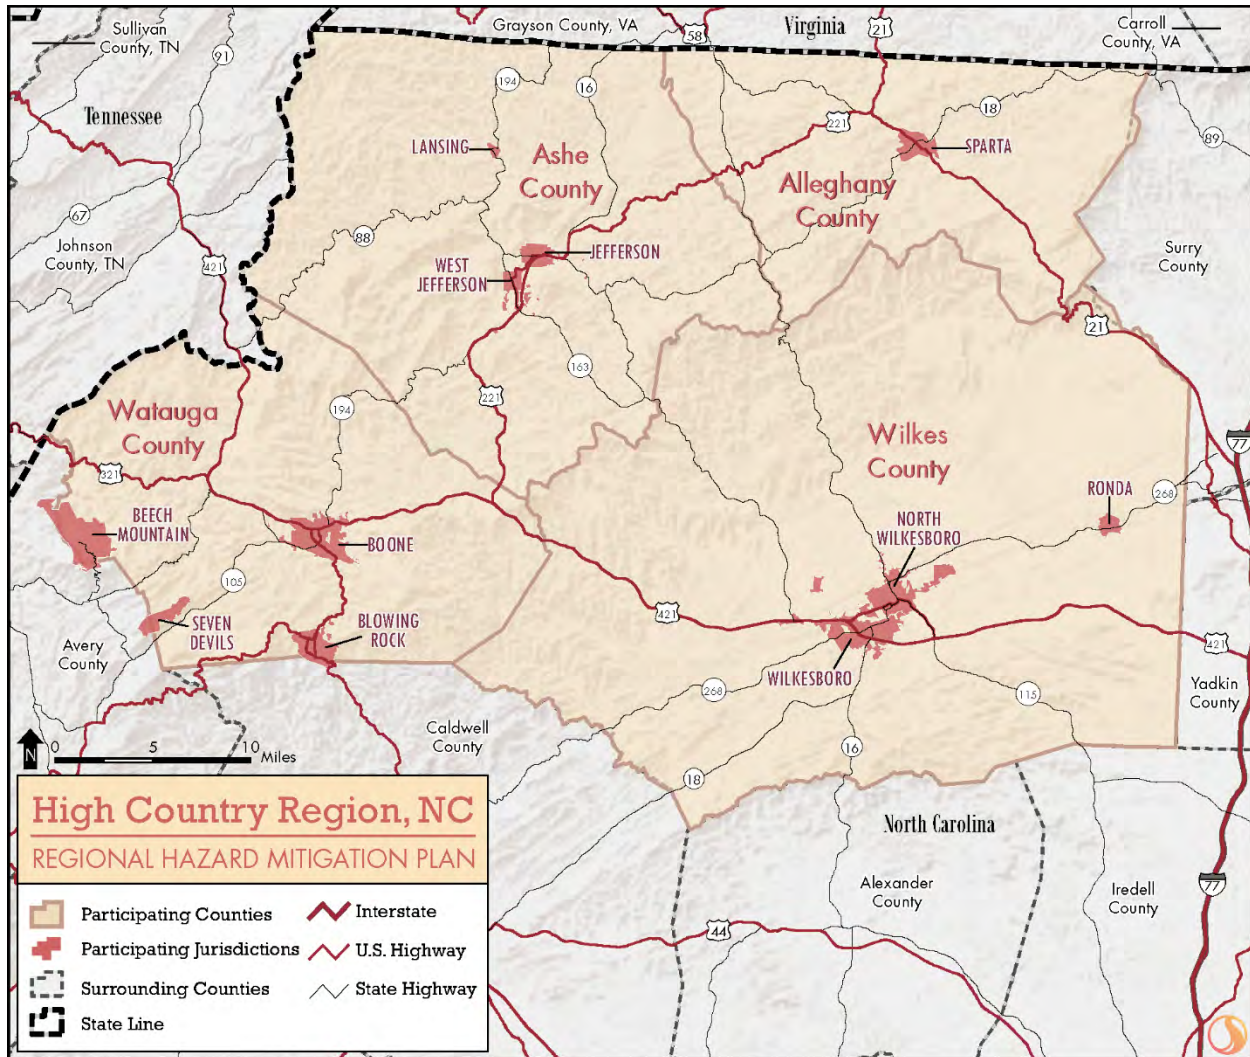 Sullivan
County, TN
Grayson County, VA
Virginia
Carroll
County, VA
58
21
91
194
16
18
Tennessee
221
LANSING
Ashe
County
SPARTA
89
Alleghany
County
67
Johnson
County, TN
88
JEFFERSON
Surry
County
421
WEST
JEFFERSON
21
163
194
221
Watauga
County
Wilkes
County
77
321
RONDA
268
BEECH
MOUNTAIN
NORTH
WILKESBORO
BOONE
105
421
SEVEN
DEVILS
BLOWING
ROCK
Avery
County
421
WILKESBORO
268
115
Yadkin
County
Caldwell
County
N
0 5 10
Miles
16
18
High Country Region, NC
REGIONAL HAZARD MITIGATION PLAN
North Carolina
Alexander
County
Iredell
County
77
44
Participating Counties
Interstate
Participating Jurisdictions
U.S. Highway
Surrounding Counties
State Highway
State Line